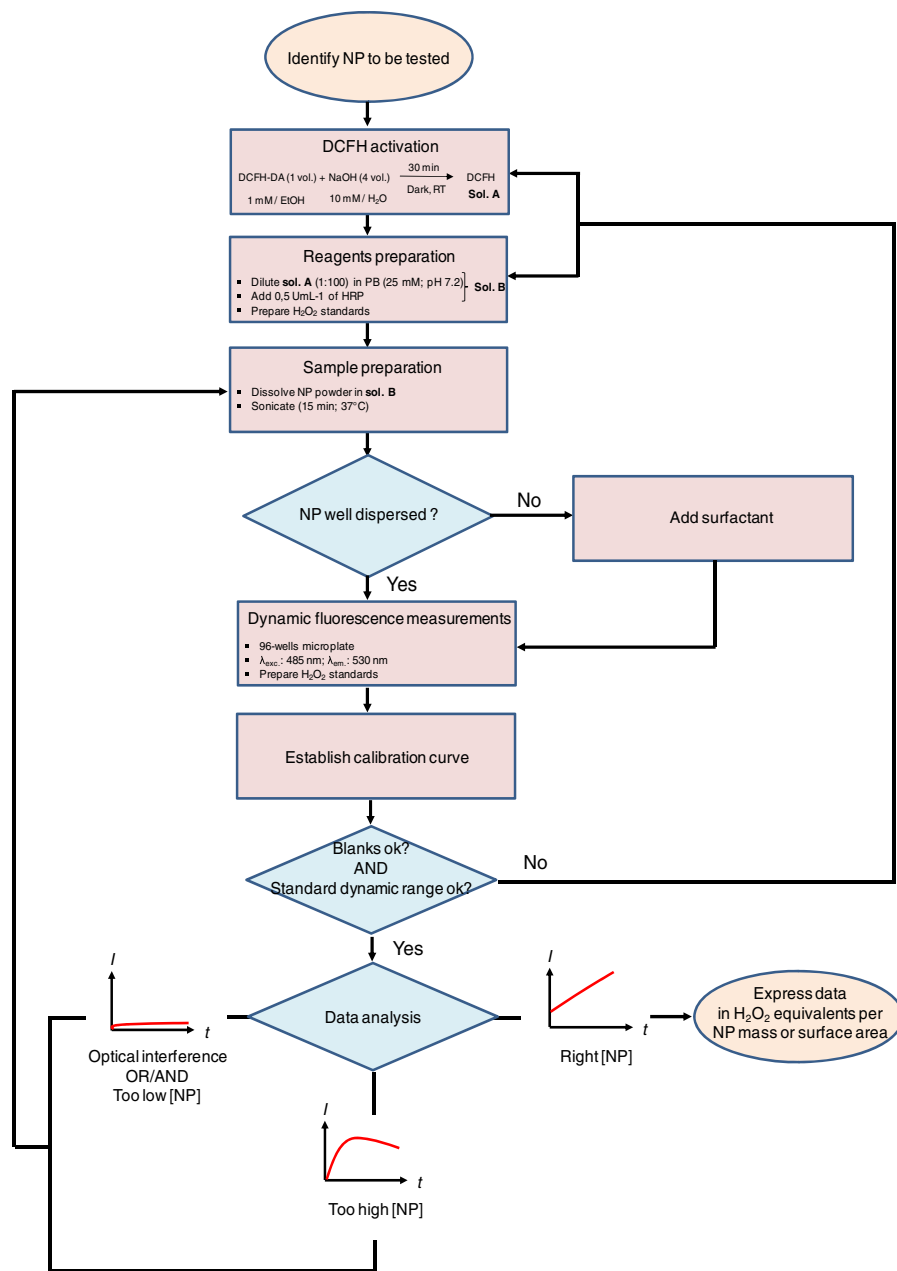 Identify NP to be tested
DCFH activation
DCFH-DA (1 vol.) + NaOH (4 vol.) 30 min DCFH
1 mM / EtOH 10 mM / H₂O Dark, RT Sol. A
Reagents preparation
▪ Dilute sol. A (1:100) in PB (25 mM; pH 7.2)
▪ Add 0,5 UmL-1 of HRP
Sol. B
▪ Prepare H₂O₂ standards
Sample preparation
▪ Dissolve NP powder in sol. B
▪ Sonicate (15 min; 37°C)
NP well dispersed ?
No
Add surfactant
Yes
Dynamic fluorescence measurements
▪ 96-wells microplate
▪ λexc.: 485 nm; λem.: 530 nm
▪ Prepare H₂O₂ standards
Establish calibration curve
Blanks ok?
AND
Standard dynamic range ok?
No
Yes
Data analysis
I
t
Optical interference
OR/AND
Too low [NP]
I
t
Right [NP]
Express data
in H₂O₂ equivalents per
NP mass or surface area
I
t
Too high [NP]